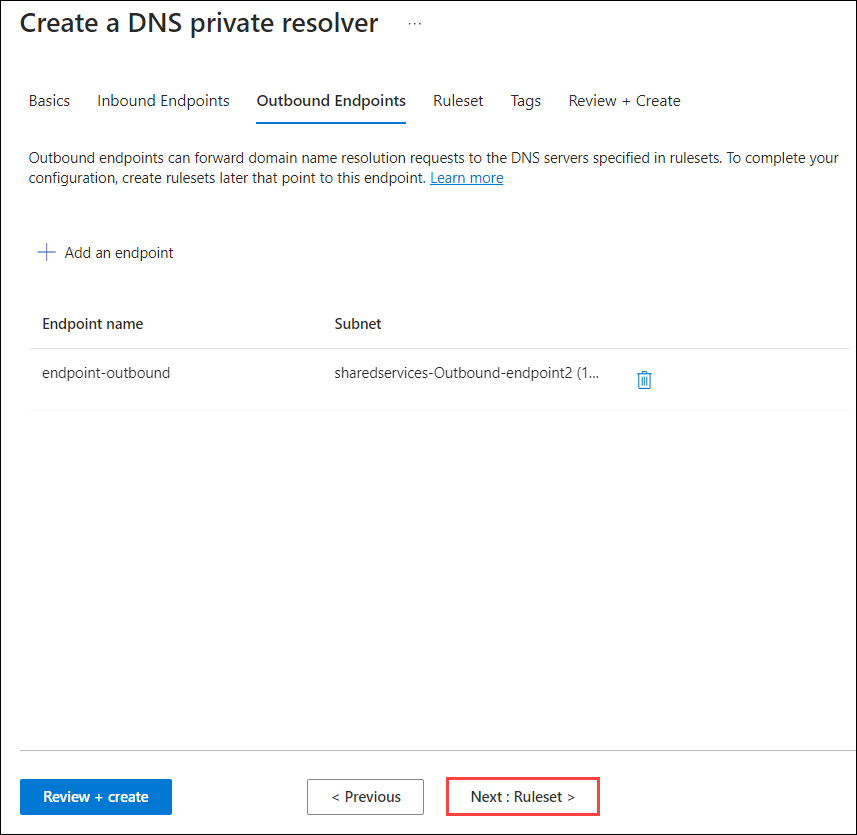 Create a DNS private resolver ...
Basics Inbound Endpoints Outbound Endpoints Ruleset Tags Review + Create
Outbound endpoints can forward domain name resolution requests to the DNS servers specified in rulesets. To complete your
configuration, create rulesets later that point to this endpoint. Learn more
Add an endpoint
Endpoint name Subnet
endpoint-outbound sharedservices-Outbound-endpoint2 (1...
Review + create < Previous Next : Ruleset >